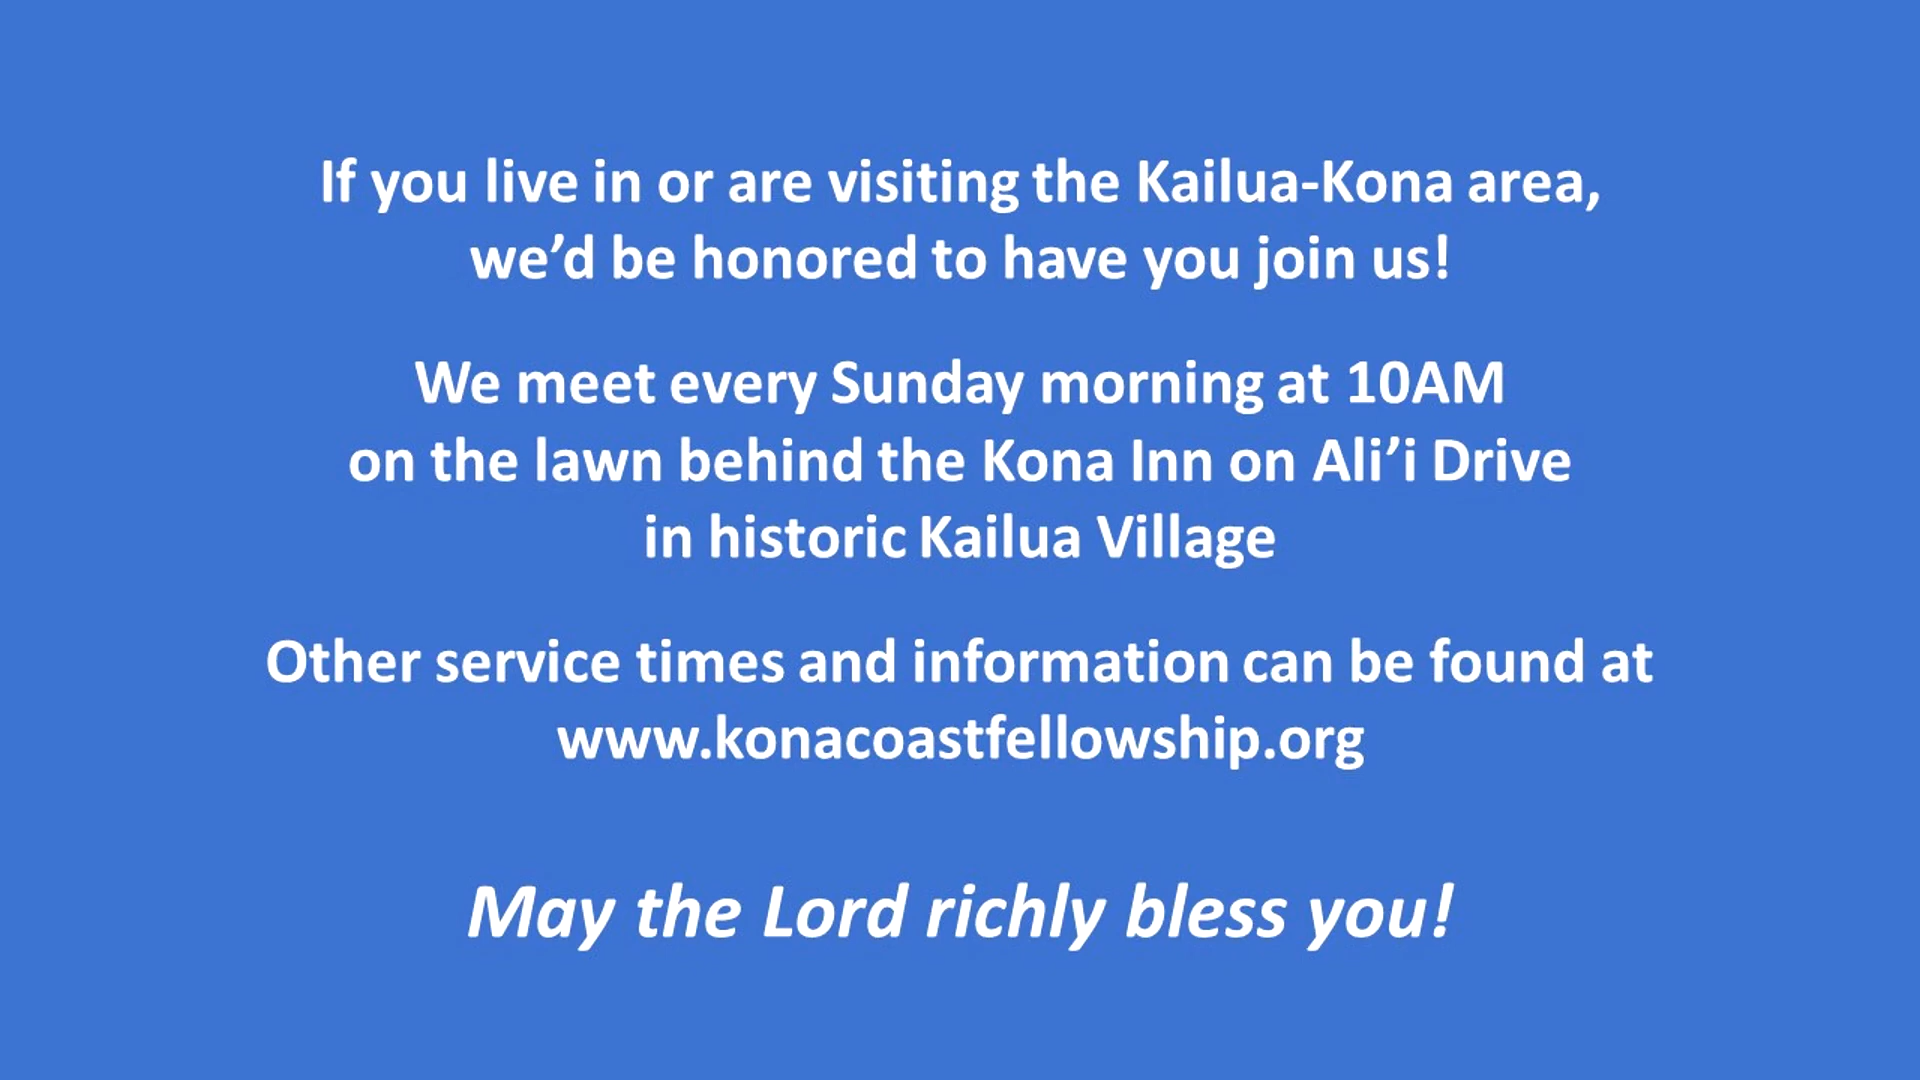 If you live in or are visiting the Kailua-Kona area,
we’d be honored to have you join us!
We meet every Sunday morning at 10AM
on the lawn behind the Kona Inn on Ali’i Drive
in historic Kailua Village
Other service times and information can be found at
www.konacoastfellowship.org
May the Lord richly bless you!